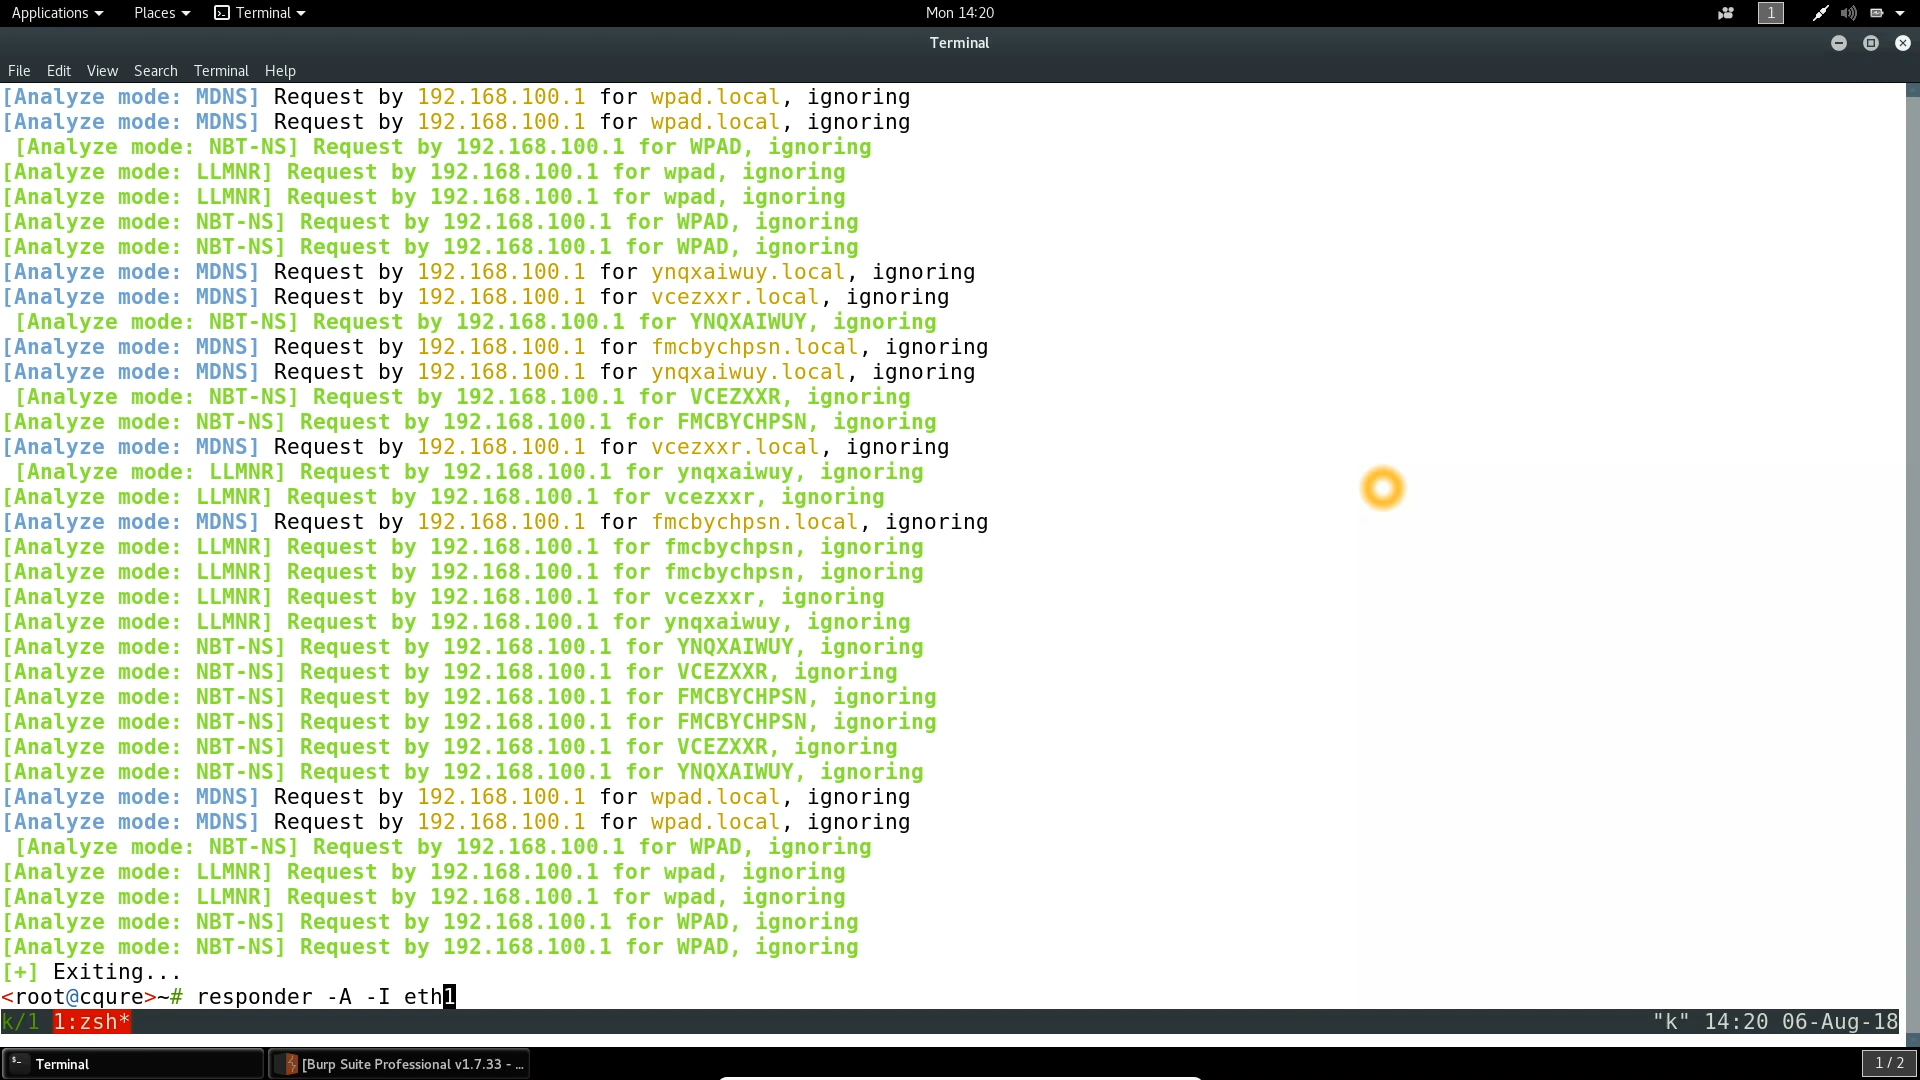 Applications Places Terminal Mon 14:20 1
Terminal
File Edit View Search Terminal Help
[Analyze mode: MDNS] Request by 192.168.100.1 for wpad.local, ignoring
[Analyze mode: MDNS] Request by 192.168.100.1 for wpad.local, ignoring
[Analyze mode: NBT-NS] Request by 192.168.100.1 for WPAD, ignoring
[Analyze mode: LLMNR] Request by 192.168.100.1 for wpad, ignoring
[Analyze mode: LLMNR] Request by 192.168.100.1 for wpad, ignoring
[Analyze mode: NBT-NS] Request by 192.168.100.1 for WPAD, ignoring
[Analyze mode: NBT-NS] Request by 192.168.100.1 for WPAD, ignoring
[Analyze mode: MDNS] Request by 192.168.100.1 for ynqxaiwuy.local, ignoring
[Analyze mode: MDNS] Request by 192.168.100.1 for vcezxxr.local, ignoring
[Analyze mode: NBT-NS] Request by 192.168.100.1 for YNQXAIWUY, ignoring
[Analyze mode: MDNS] Request by 192.168.100.1 for fmcbychpsn.local, ignoring
[Analyze mode: MDNS] Request by 192.168.100.1 for ynqxaiwuy.local, ignoring
[Analyze mode: NBT-NS] Request by 192.168.100.1 for VCEZXXR, ignoring
[Analyze mode: NBT-NS] Request by 192.168.100.1 for FMCBYCHPSN, ignoring
[Analyze mode: MDNS] Request by 192.168.100.1 for vcezxxr.local, ignoring
[Analyze mode: LLMNR] Request by 192.168.100.1 for ynqxaiwuy, ignoring
[Analyze mode: LLMNR] Request by 192.168.100.1 for vcezxxr, ignoring
[Analyze mode: MDNS] Request by 192.168.100.1 for fmcbychpsn.local, ignoring
[Analyze mode: LLMNR] Request by 192.168.100.1 for fmcbychpsn, ignoring
[Analyze mode: LLMNR] Request by 192.168.100.1 for fmcbychpsn, ignoring
[Analyze mode: LLMNR] Request by 192.168.100.1 for vcezxxr, ignoring
[Analyze mode: LLMNR] Request by 192.168.100.1 for ynqxaiwuy, ignoring
[Analyze mode: NBT-NS] Request by 192.168.100.1 for YNQXAIWUY, ignoring
[Analyze mode: NBT-NS] Request by 192.168.100.1 for VCEZXXR, ignoring
[Analyze mode: NBT-NS] Request by 192.168.100.1 for FMCBYCHPSN, ignoring
[Analyze mode: NBT-NS] Request by 192.168.100.1 for FMCBYCHPSN, ignoring
[Analyze mode: NBT-NS] Request by 192.168.100.1 for VCEZXXR, ignoring
[Analyze mode: NBT-NS] Request by 192.168.100.1 for YNQXAIWUY, ignoring
[Analyze mode: MDNS] Request by 192.168.100.1 for wpad.local, ignoring
[Analyze mode: MDNS] Request by 192.168.100.1 for wpad.local, ignoring
[Analyze mode: NBT-NS] Request by 192.168.100.1 for WPAD, ignoring
[Analyze mode: LLMNR] Request by 192.168.100.1 for wpad, ignoring
[Analyze mode: LLMNR] Request by 192.168.100.1 for wpad, ignoring
[Analyze mode: NBT-NS] Request by 192.168.100.1 for WPAD, ignoring
[Analyze mode: NBT-NS] Request by 192.168.100.1 for WPAD, ignoring
[+] Exiting...
<root@cqure>~# responder -A -I eth1
k/1 1:zsh* "k" 14:20 06-Aug-18
Terminal [Burp Suite Professional v1.7.33 - ... 1 / 2